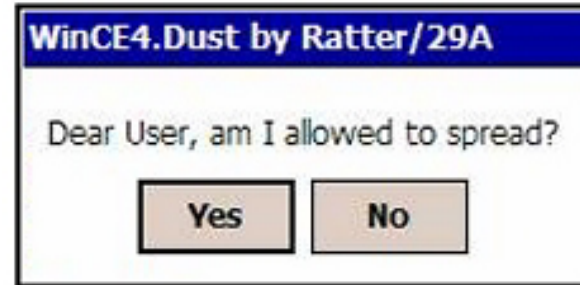 WinCE4.Dust by Ratter/29A
Dear User, am I allowed to spread?
Yes No